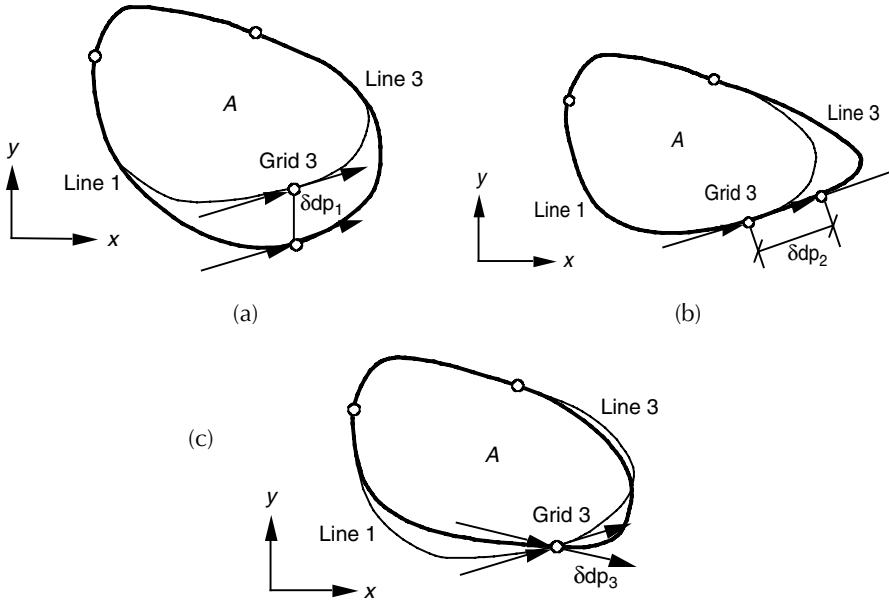 Line 3
A
y
Grid 3
Line 1
δdp1
x
(a)
Line 3
A
y
Grid 3
Line 1
x
δdp2
(b)
Line 3
(c)
A
y
Grid 3
Line 1
δdp3
x